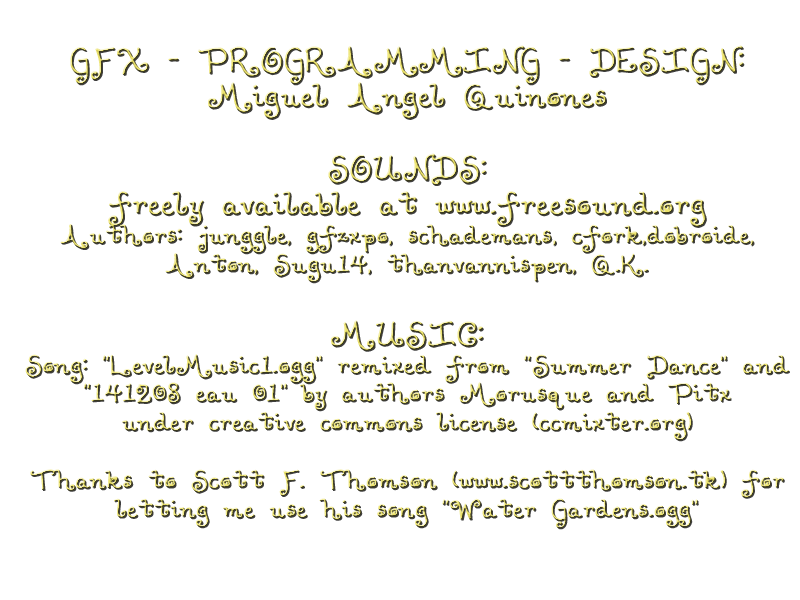 GFX - PROGRAMMING - DESIGN:
Miguel Angel Quinones
SOUNDS:
freely available at www.freesound.org
Authors: junggle, gfzxpo, schademans, cfork,dobroide,
Anton, Sugu14, thanvannispen, Q.K.
MUSIC:
Song: "LevelMusic1.ogg" remixed from "Summer Dance" and
"141208 eau 01" by authors Morusque and Pitx
under creative commons license (ccmixter.org)
Thanks to Scott F. Thomson (www.scottthomson.tk) for
letting me use his song "Water Gardens.ogg"